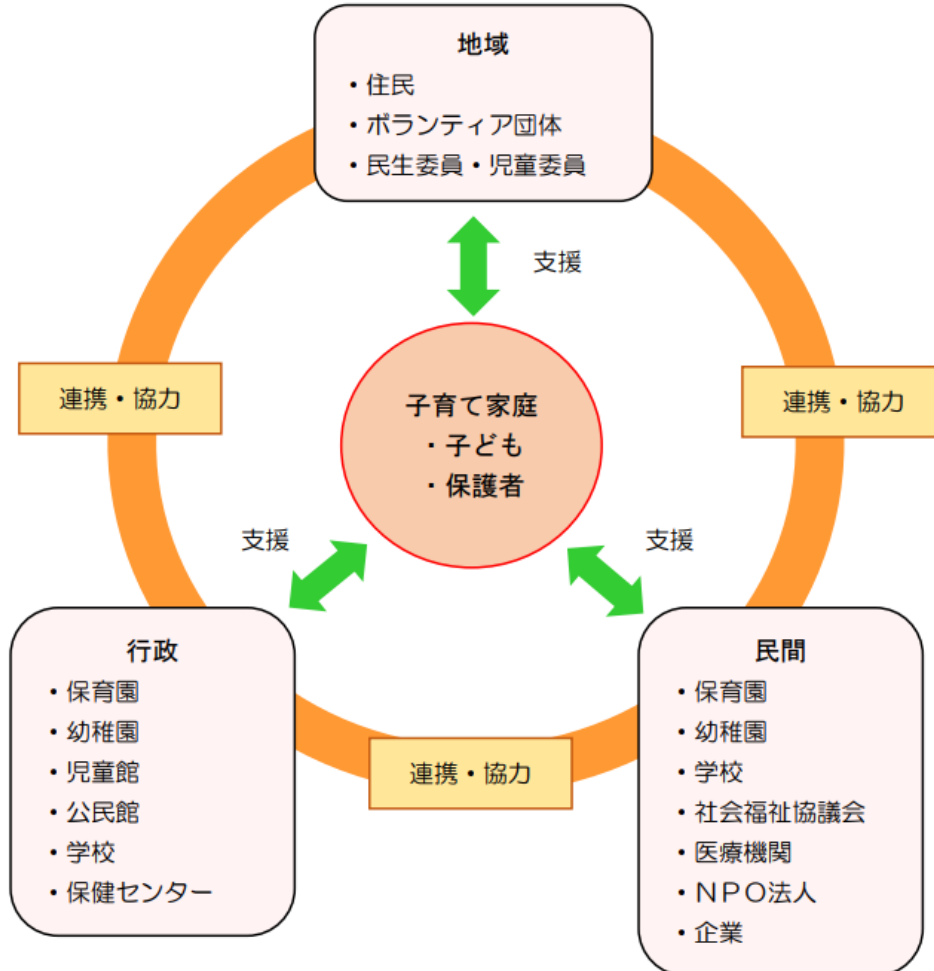 地域
・住民
・ボランティア団体
・民生委員・児童委員
支援
連携・協力
連携・協力
子育て家庭
・子ども
・保護者
支援
支援
行政
・保育園
・幼稚園
・児童館
・公民館
・学校
・保健センター
連携・協力
民間
・保育園
・幼稚園
・学校
・社会福祉協議会
・医療機関
・ＮＰＯ法人
・企業